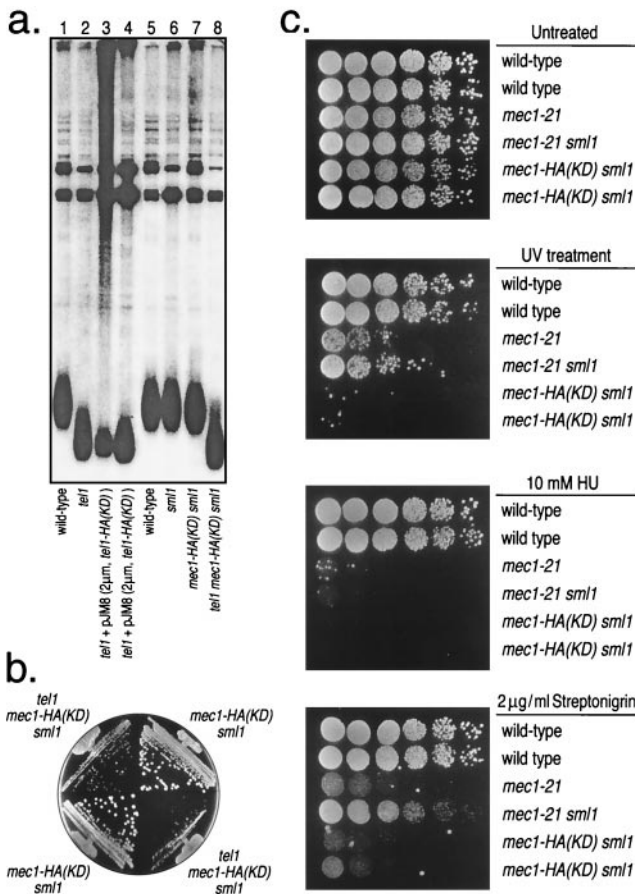 a.
1 2 3 4 5 6 7 8
wild-type
tel1
tel1 + pJM8 (2µm, tel1-HA(KD) )
tel1 + pJM8 (2µm, tel1-HA(KD) )
wild-type
sml1
mec1-HA(KD) sml1
tel1 mec1-HA(KD) sml1
b.
tel1
mec1-HA(KD)
sml1
mec1-HA(KD)
sml1
mec1-HA(KD)
sml1
tel1
mec1-HA(KD)
sml1
c.
Untreated
wild-type
wild type
mec1-21
mec1-21 sml1
mec1-HA(KD) sml1
mec1-HA(KD) sml1
UV treatment
wild-type
wild type
mec1-21
mec1-21 sml1
mec1-HA(KD) sml1
mec1-HA(KD) sml1
10 mM HU
wild-type
wild type
mec1-21
mec1-21 sml1
mec1-HA(KD) sml1
mec1-HA(KD) sml1
2 µg/ml Streptonigrin
wild-type
wild type
mec1-21
mec1-21 sml1
mec1-HA(KD) sml1
mec1-HA(KD) sml1